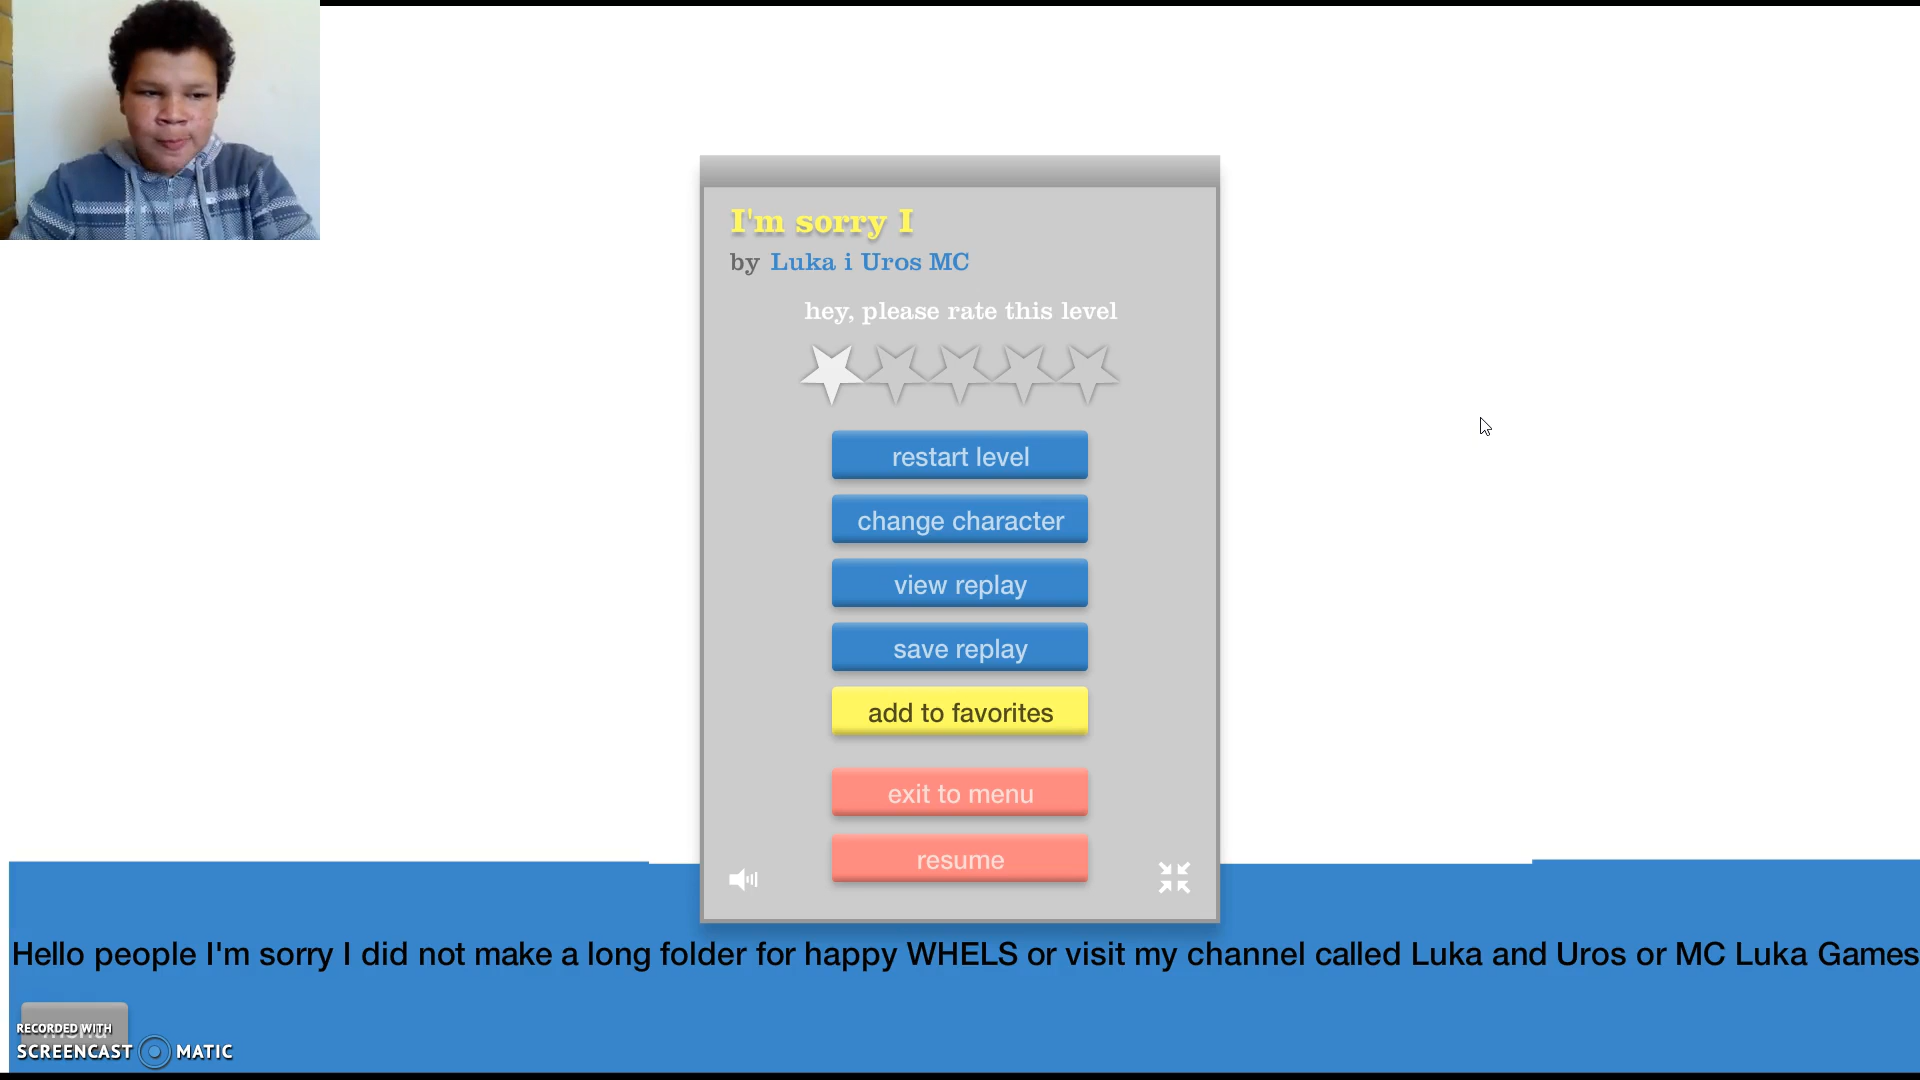 I'm sorry I
by Luka i Uros MC
hey, please rate this level
restart level
change character
view replay
save replay
add to favorites
exit to menu
resume
Hello people I'm sorry I did not make a long folder for happy WHELS or visit my channel called Luka and Uros or MC Luka Games
menu
RECORDED WITH
SCREENCAST MATIC